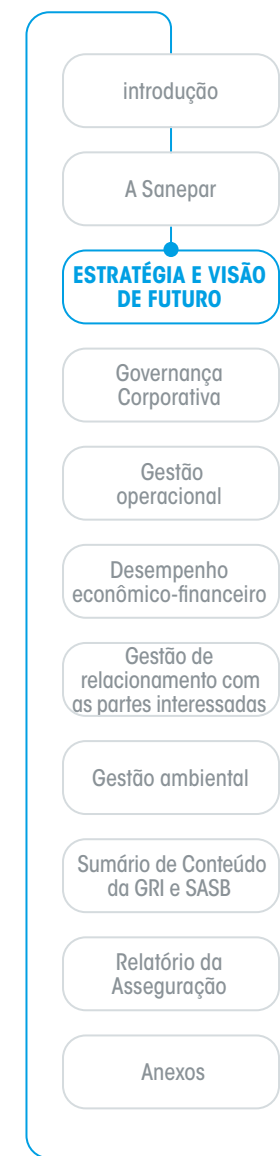 introdução
A Sanepar
ESTRATÉGIA E VISÃO
DE FUTURO
Governança
Corporativa
Gestão
operacional
Desempenho
econômico-financeiro
Gestão de
relacionamento com
as partes interessadas
Gestão ambiental
Sumário de Conteúdo
da GRI e SASB
Relatório da
Asseguração
Anexos